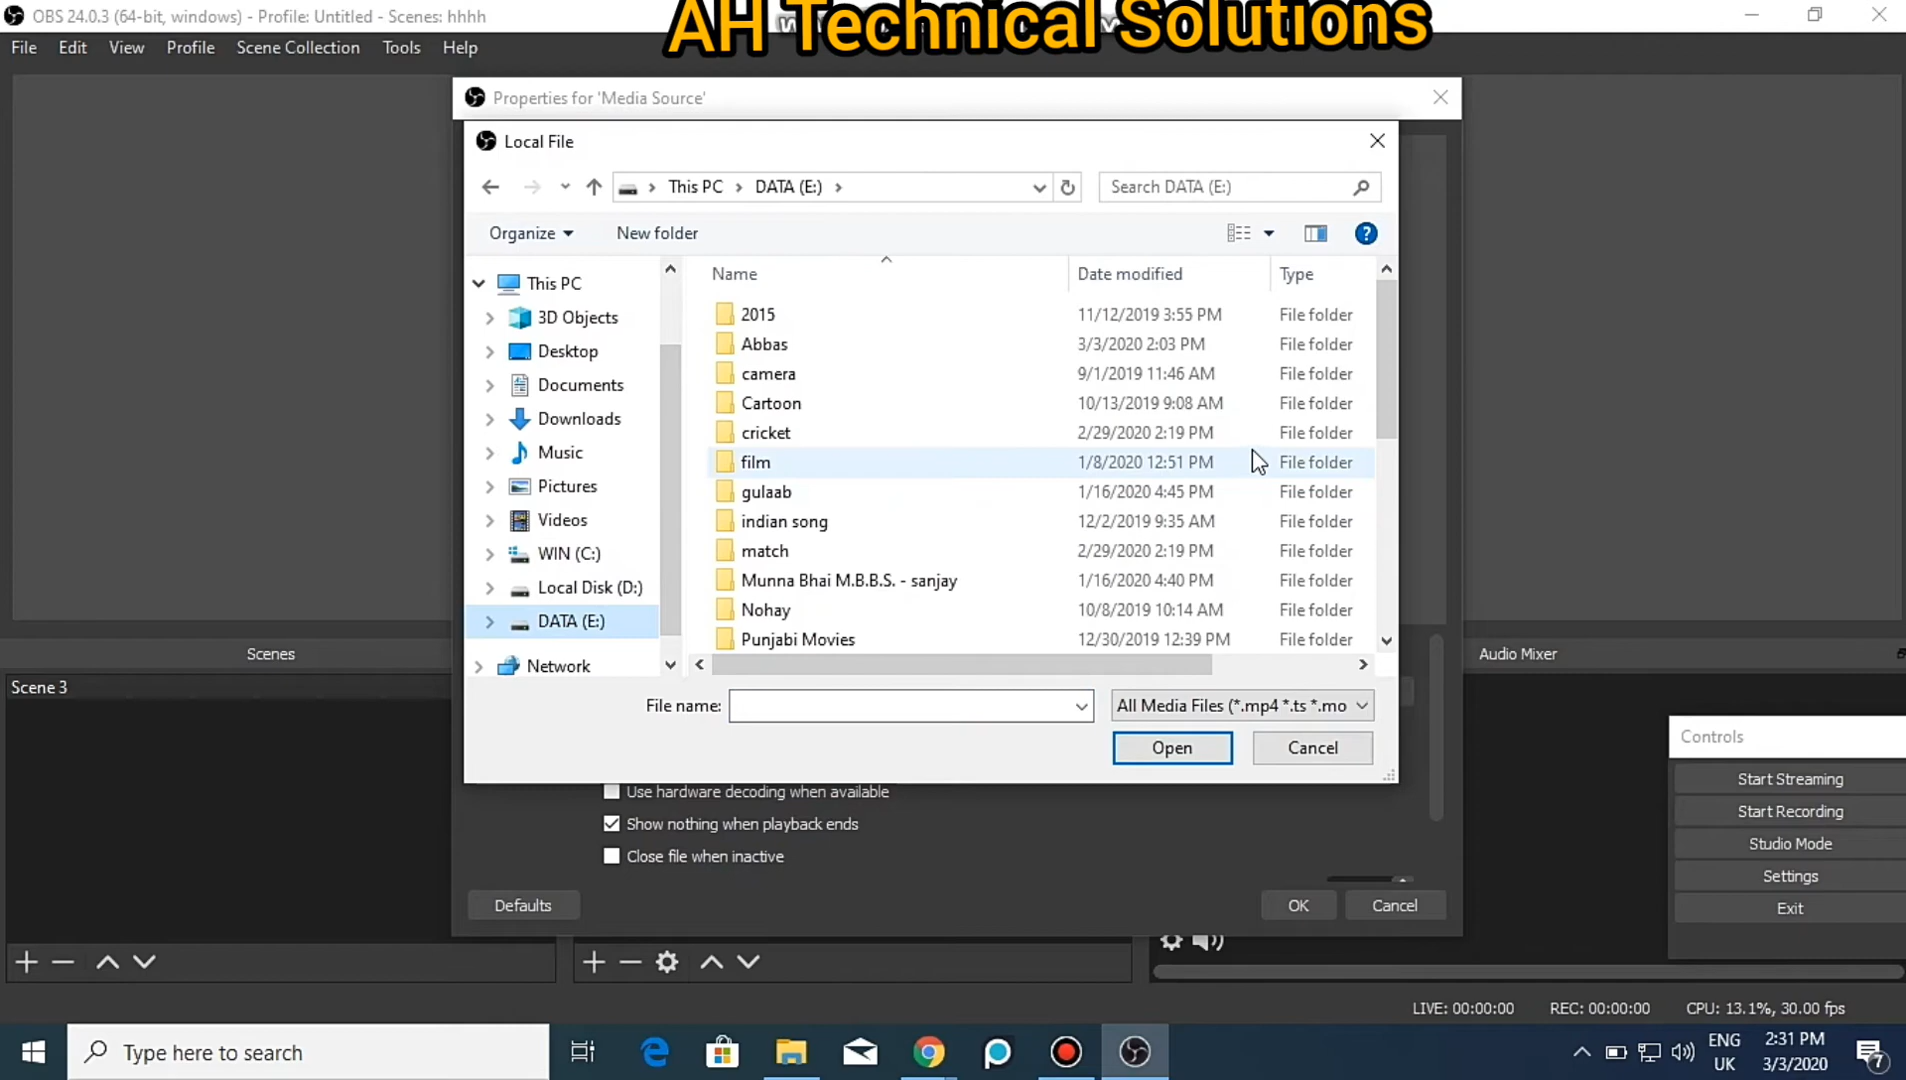 OBS 24.0.3 (64-bit, windows) - Profile: Untitled - Scenes: hhhh
AH Technical Solutions
File Edit View Profile Scene Collection Tools Help
Properties for 'Media Source'
Local File
This PC DATA (E:)
Search DATA (E:)
Organize New folder
Name Date modified Type
This PC
3D Objects
Desktop
Documents
Downloads
Music
Pictures
Videos
WIN (C:)
Local Disk (D:)
DATA (E:)
Network
2015 11/12/2019 3:55 PM File folder
Abbas 3/3/2020 2:03 PM File folder
camera 9/1/2019 11:46 AM File folder
Cartoon 10/13/2019 9:08 AM File folder
cricket 2/29/2020 2:19 PM File folder
film 1/8/2020 12:51 PM File folder
gulaab 1/16/2020 4:45 PM File folder
indian song 12/2/2019 9:35 AM File folder
match 2/29/2020 2:19 PM File folder
Munna Bhai M.B.B.S. - sanjay 1/16/2020 4:40 PM File folder
Nohay 10/8/2019 10:14 AM File folder
Punjabi Movies 12/30/2019 12:39 PM File folder
File name: All Media Files (*.mp4 *.ts *.mo
Open Cancel
Use hardware decoding when available
Show nothing when playback ends
Close file when inactive
Defaults OK Cancel
Scenes
Scene 3
Audio Mixer
Controls
Start Streaming
Start Recording
Studio Mode
Settings
Exit
LIVE: 00:00:00 REC: 00:00:00 CPU: 13.1%, 30.00 fps
Type here to search
ENG
UK
2:31 PM
3/3/2020
7